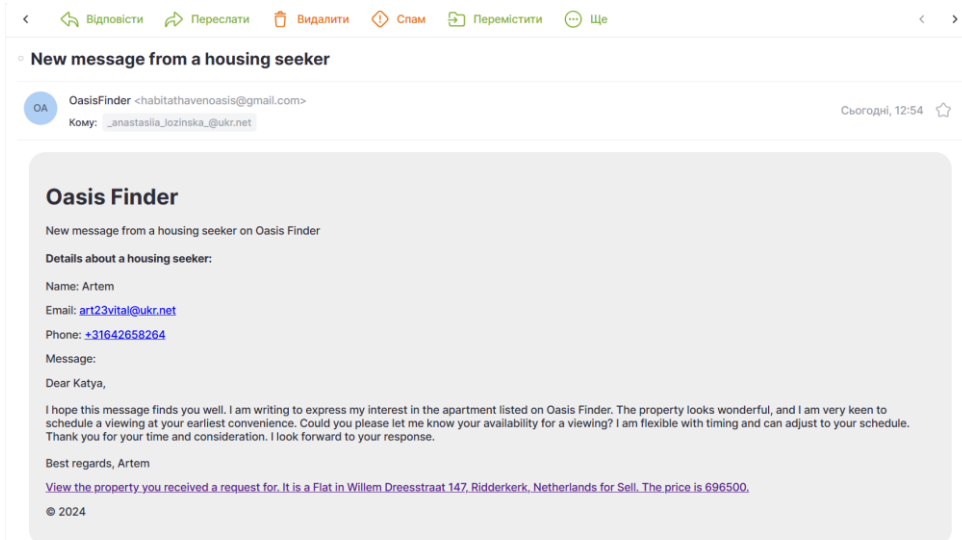 Відповісти Переслати Видалити Спам Перемістити Ще
New message from a housing seeker
OA
OasisFinder <habitathavenoasis@gmail.com>
Сьогодні, 12:54
Кому: _anastasiia_lozinska_@ukr.net
Oasis Finder
New message from a housing seeker on Oasis Finder
Details about a housing seeker:
Name: Artem
Email: art23vital@ukr.net
Phone: +31642658264
Message:
Dear Katya,
I hope this message finds you well. I am writing to express my interest in the apartment listed on Oasis Finder. The property looks wonderful, and I am very keen to
schedule a viewing at your earliest convenience. Could you please let me know your availability for a viewing? I am flexible with timing and can adjust to your schedule.
Thank you for your time and consideration. I look forward to your response.
Best regards, Artem
View the property you received a request for. It is a Flat in Willem Dreesstraat 147, Ridderkerk, Netherlands for Sell. The price is 696500.
© 2024